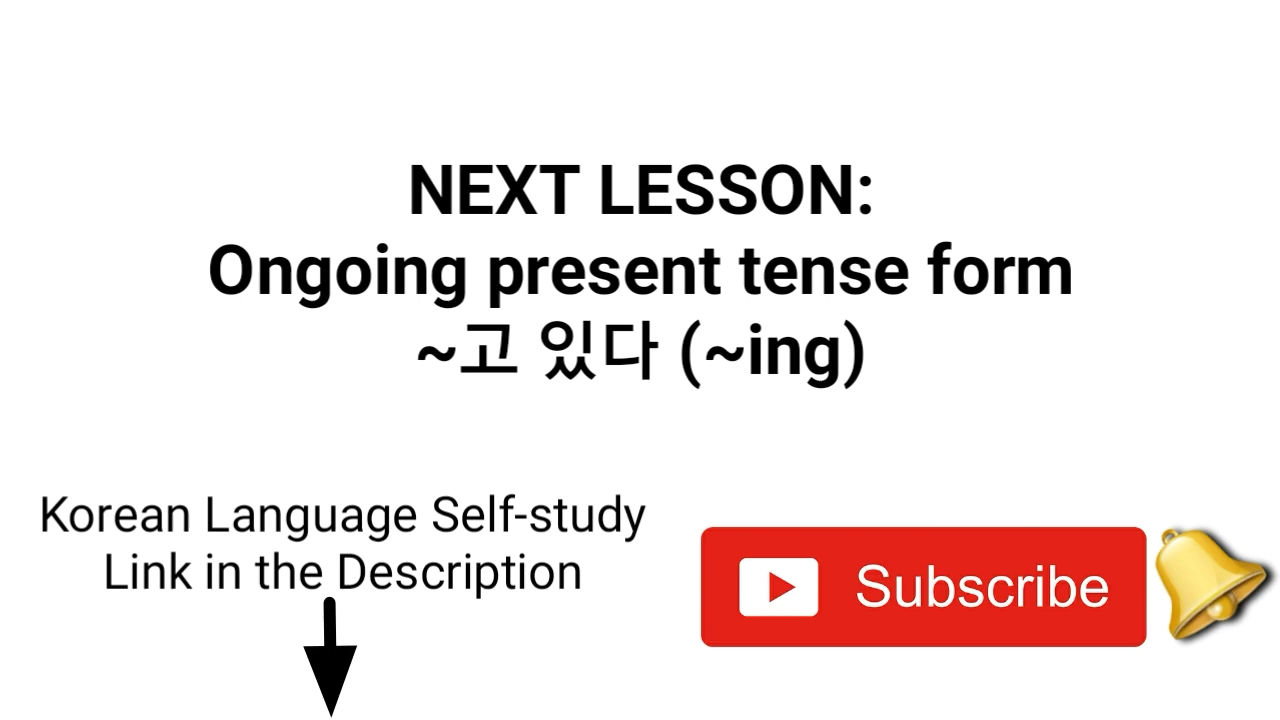 NEXT LESSON:
Ongoing present tense form
~고 있다 (~ing)
Korean Language Self-study
Link in the Description
Subscribe